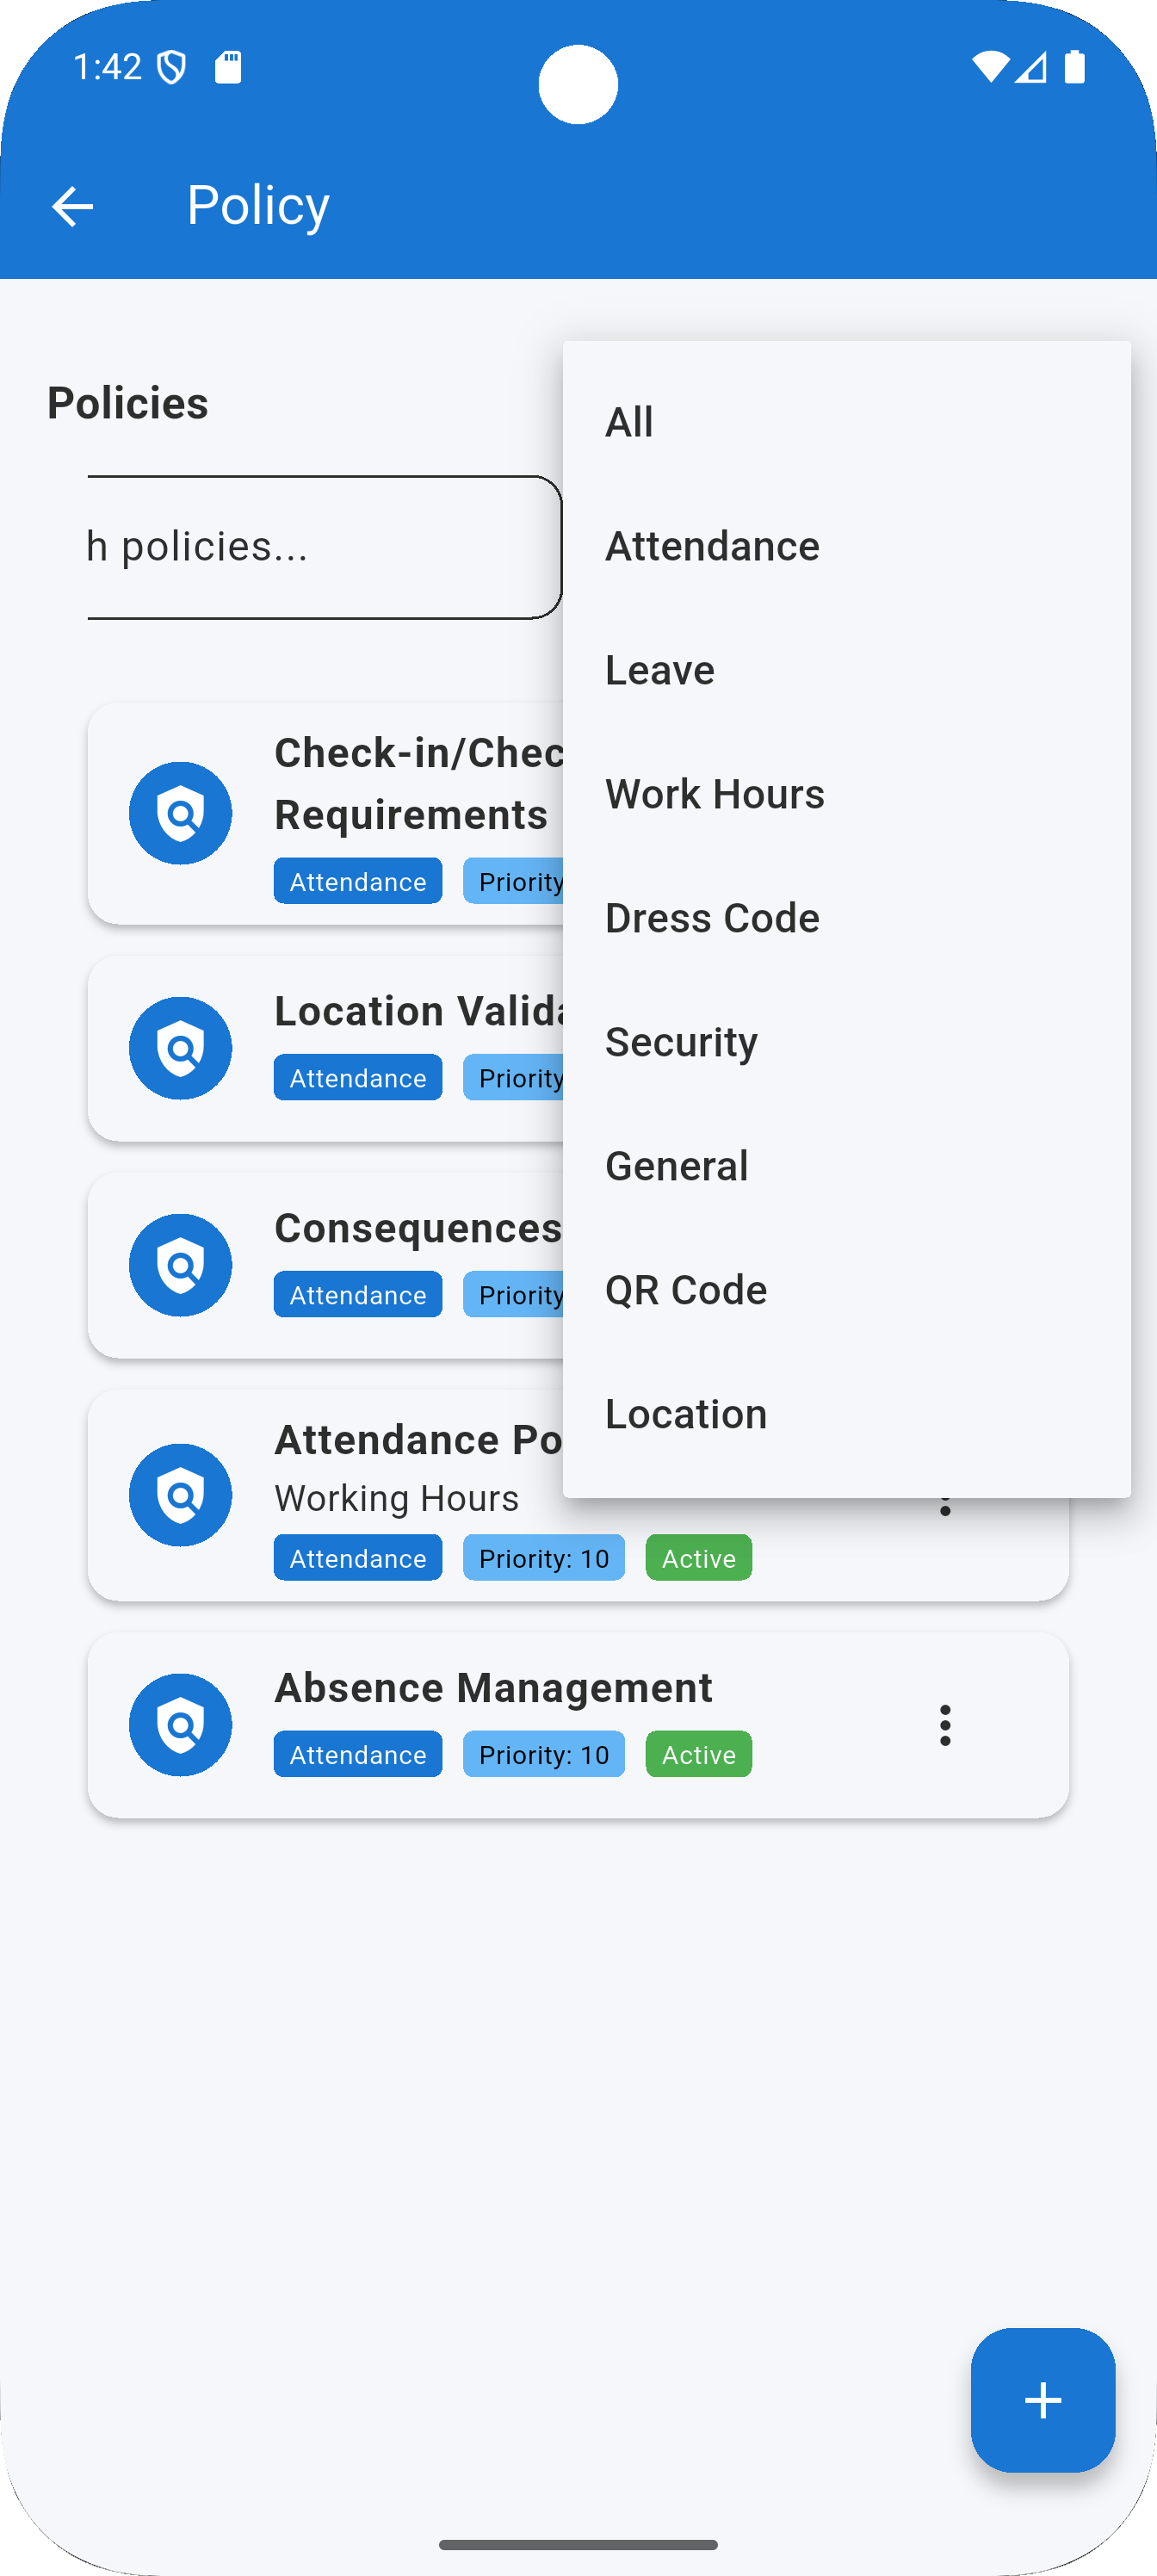 1:42
Policy
Policies
h policies...
All
Attendance
Leave
Work Hours
Dress Code
Security
General
QR Code
Location
Check-in/Chec
Requirements
Attendance Priority
Location Valida
Attendance Priority
Consequences
Attendance Priority
Attendance Po
Working Hours
Attendance Priority: 10 Active
Absence Management
Attendance Priority: 10 Active